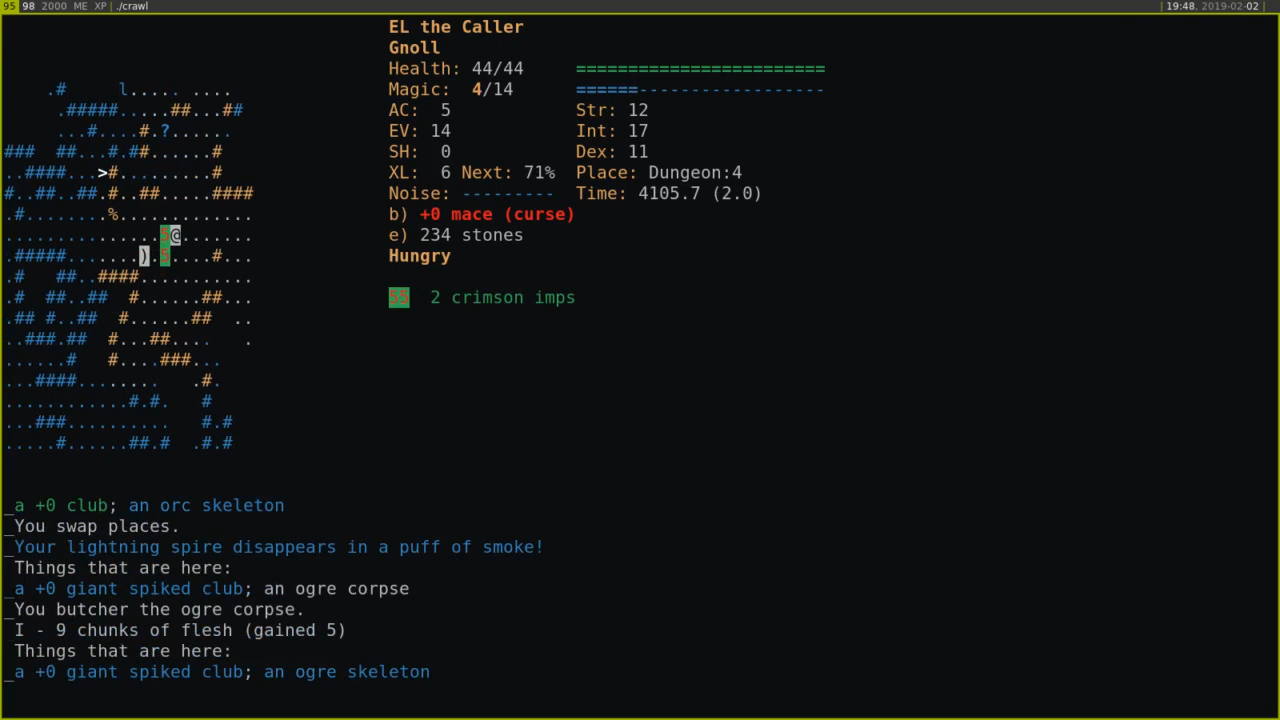 95 98 2000 ME XP | ./crawl
| 19:48, 2019-02-02 |
EL the Caller
Gnoll
Health: 44/44 ========================
Magic: 4/14 ======------------------
AC: 5 Str: 12
EV: 14 Int: 17
SH: 0 Dex: 11
XL: 6 Next: 71% Place: Dungeon:4
Noise: --------- Time: 4105.7 (2.0)
b) +0 mace (curse)
e) 234 stones
Hungry
55 2 crimson imps
.# l..... ....
.#####.....##...##
...#....#.?......
### ##...#.##......#
..####...>#.........#
#..##..##.#..##.....####
.#........%.............
...............5@.......
.#####.......).5....#...
.# ##..####...........
.# ##..## #......##...
.## #..## #......## ..
..###.## #...##.... .
......# #....###...
...####........ .#.
............#.#. #
...###.......... #.#
.....#......##.# .#.#
_a +0 club; an orc skeleton
_You swap places.
_Your lightning spire disappears in a puff of smoke!
Things that are here:
_a +0 giant spiked club; an ogre corpse
_You butcher the ogre corpse.
I - 9 chunks of flesh (gained 5)
Things that are here:
_a +0 giant spiked club; an ogre skeleton